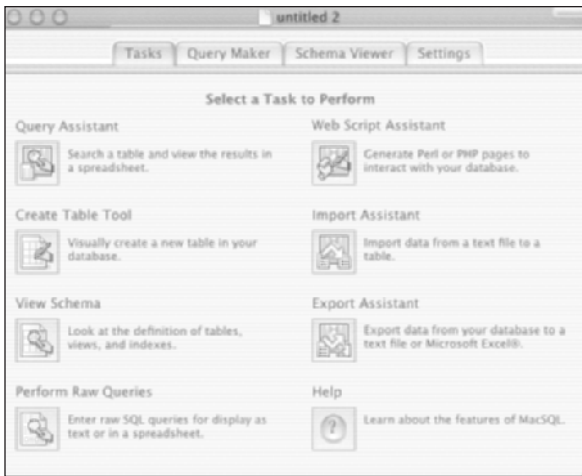 untitled 2
Tasks Query Maker Schema Viewer Settings
Select a Task to Perform
Query Assistant
Search a table and view the results in
a spreadsheet.
Web Script Assistant
Generate Perl or PHP pages to
interact with your database.
Create Table Tool
Visually create a new table in your
database.
Import Assistant
Import data from a text file to a
table.
View Schema
Look at the definition of tables,
views, and indexes.
Export Assistant
Export data from your database to a
text file or Microsoft Excel®.
Perform Raw Queries
Enter raw SQL queries for display as
text or in a spreadsheet.
Help
Learn about the features of MacSQL.